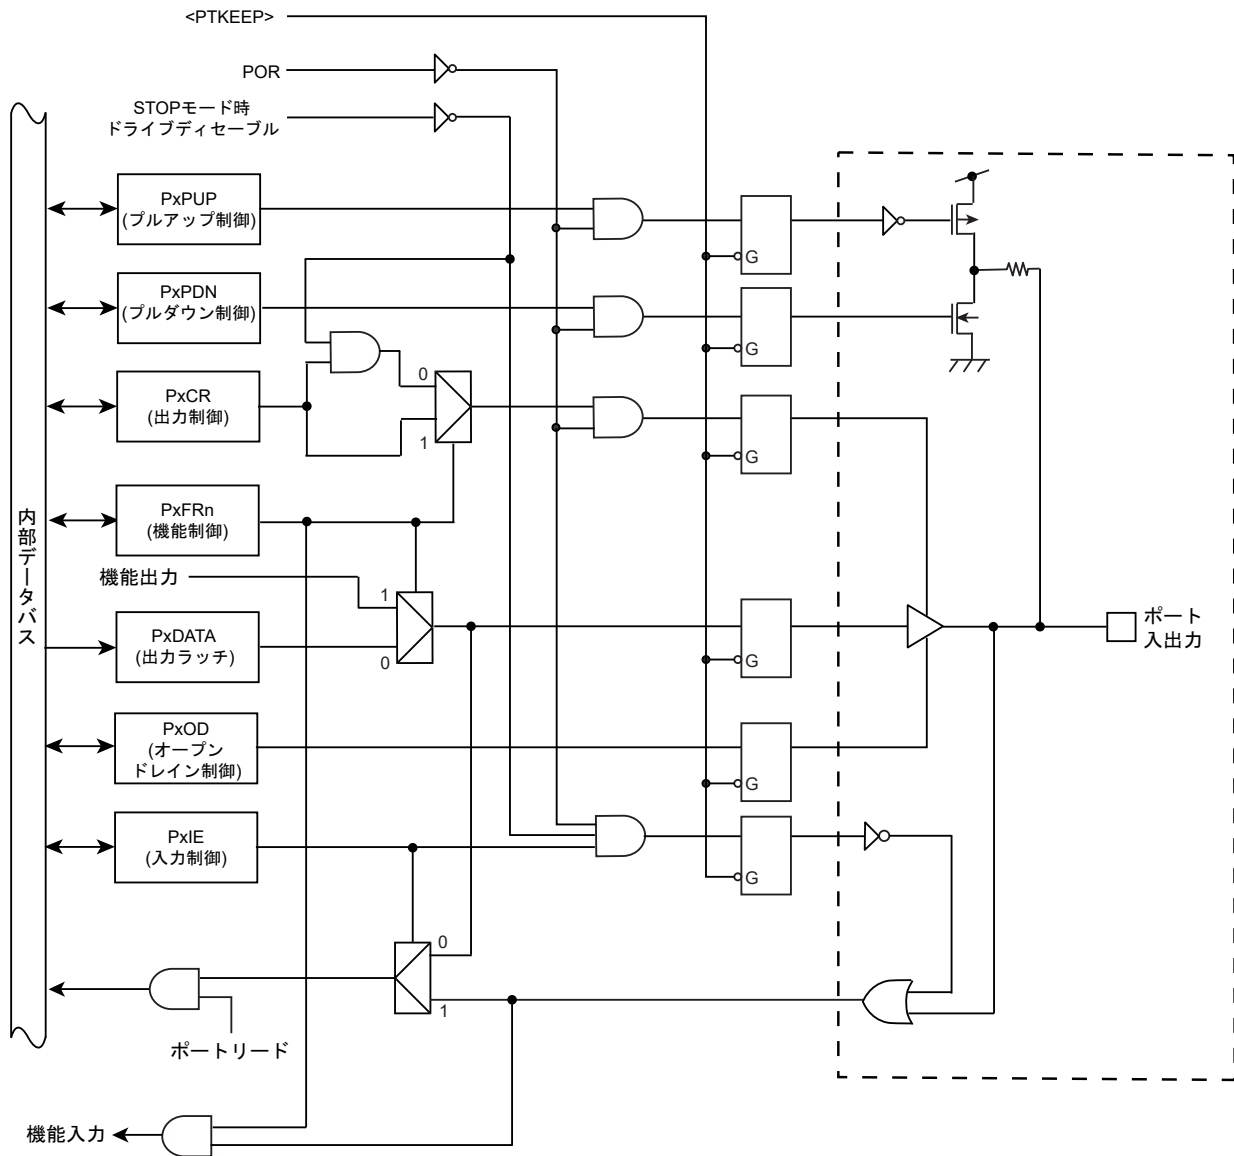 <PTKEEP>
POR
STOPモード時
ドライブディセーブル
PxPUP
(プルアップ制御)
G
PxPDN
(プルダウン制御)
G
PxCR
(出力制御)
0
1
G
内部データバス
PxFRn
(機能制御)
機能出力
1
0
PxDATA
(出力ラッチ)
G
ポート
入出力
PxOD
(オープン
ドレイン制御)
G
PxIE
(入力制御)
G
0
1
ポートリード
機能入力